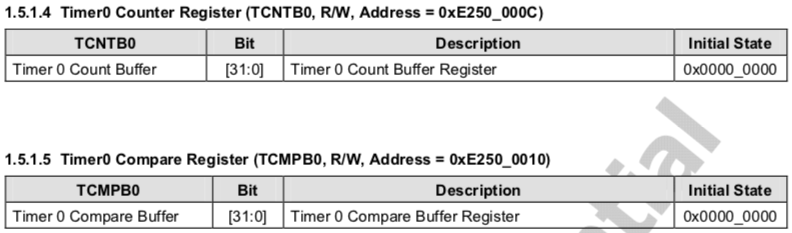 1.5.1.4 Timer0 Counter Register (TCNTB0, R/W, Address = 0xE250_000C)
TCNTB0 Bit Description Initial State
Timer 0 Count Buffer [31:0] Timer 0 Count Buffer Register 0x0000_0000
1.5.1.5 Timer0 Compare Register (TCMPB0, R/W, Address = 0xE250_0010)
TCMPB0 Bit Description Initial State
Timer 0 Compare Buffer [31:0] Timer 0 Compare Buffer Register 0x0000_0000